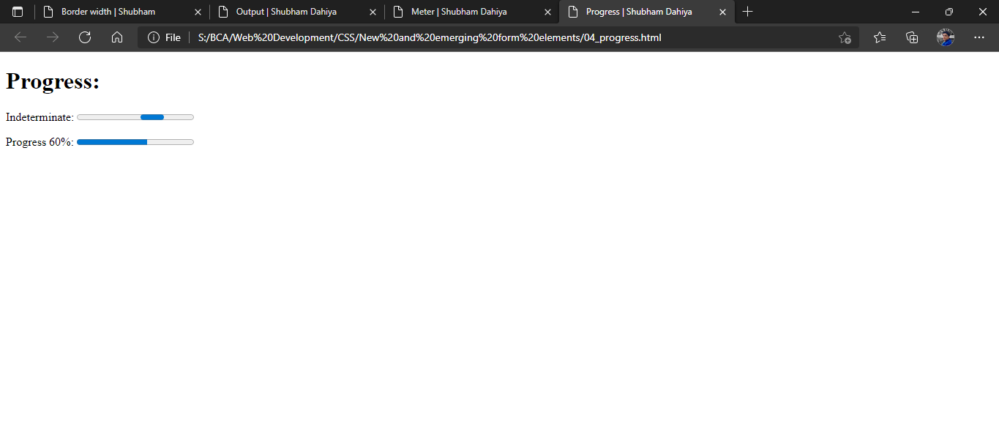 Border width | Shubham
Output | Shubham Dahiya
Meter | Shubham Dahiya
Progress | Shubham Dahiya
File
S:/BCA/Web%20Development/CSS/New%20and%20emerging%20form%20elements/04_progress.html
Progress:
Indeterminate:
Progress 60%: